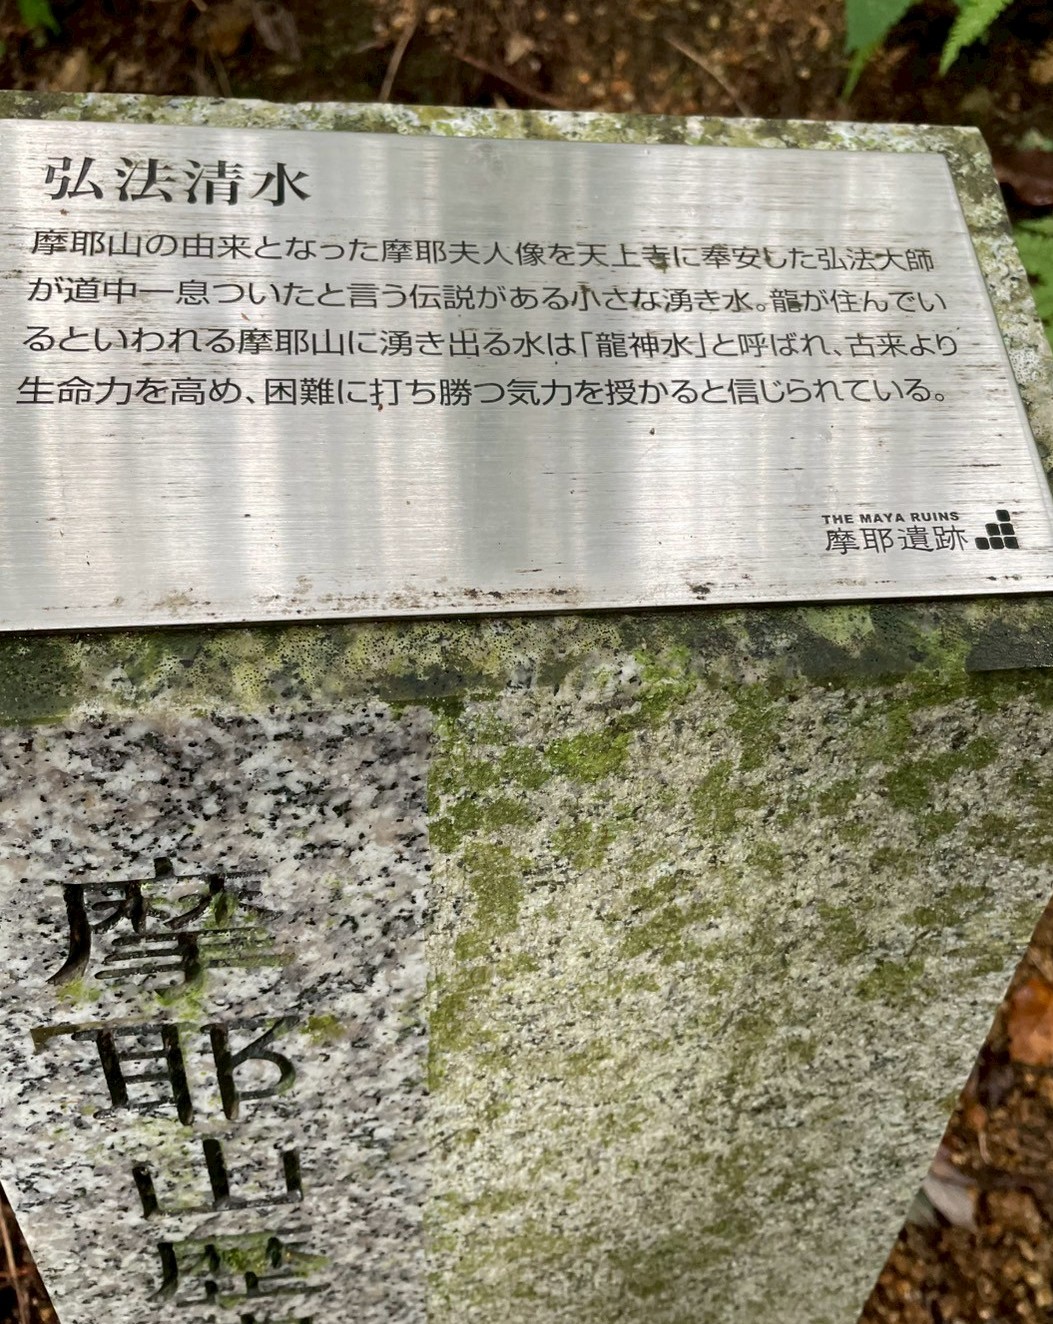 弘法清水
摩耶山の由来となった摩耶夫人像を天上寺に奉安した弘法大師
が道中一息ついたと言う伝説がある小さな湧き水。龍が住んでい
るといわれる摩耶山に湧き出る水は「龍神水」と呼ばれ、古来より
生命力を高め、困難に打ち勝つ気力を授かると信じられている。
THE MAYA RUINS
摩耶遺跡
摩
耶
山